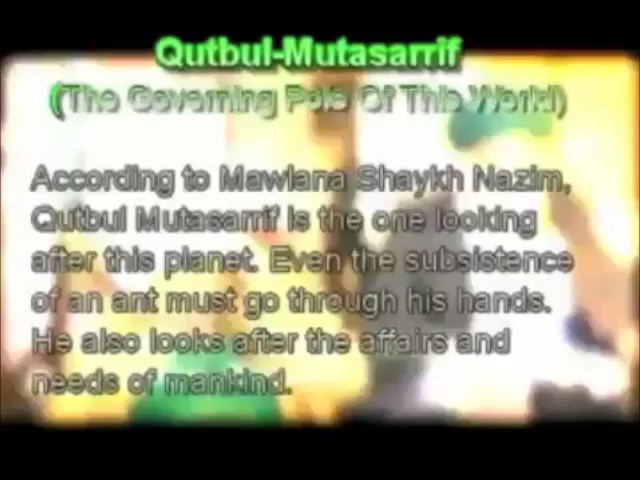 Qutbul-Mutasarrif
(The Governing Pole Of This World)
According to Mawlana Shaykh Nazim,
Qutbul Mutasarrif is the one looking
after this planet. Even the subsistence
of an ant must go through his hands.
He also looks after the affairs and
needs of mankind.